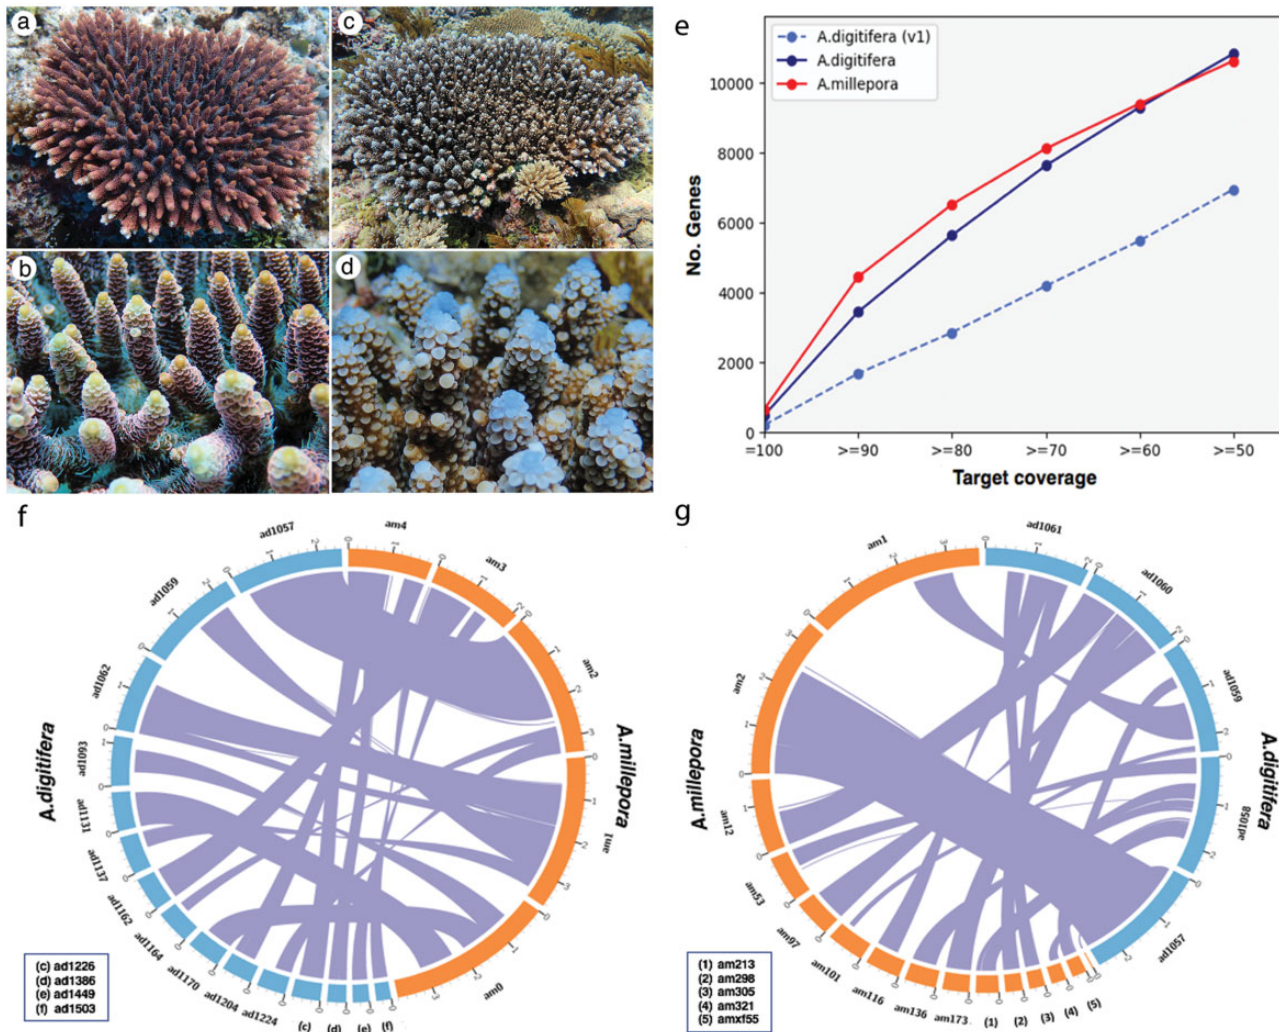 a
c
b
d
e
A.digitifera (v1)
A.digitifera
A.millepora
10000
8000
6000
4000
2000
0
No. Genes
=100 >=90 >=80 >=70 >=60 >=50
Target coverage
f
ad1057
am4
am3
am2
am1
am0
ad1059
ad1062
ad1093
ad1131
ad1137
ad1162
ad1164
ad1170
ad1204
ad1224
(c)
(d)
(e)
(f)
A.digitifera
A.millepora
(c) ad1226
(d) ad1386
(e) ad1449
(f) ad1503
g
am1
ad1061
ad1060
ad1059
ad1058
ad1057
am2
am12
am53
am97
am101
am116
am136
am173
(1)
(2)
(3)
(4)
(5)
A.millepora
A.digitifera
(1) am213
(2) am298
(3) am305
(4) am321
(5) amxf55